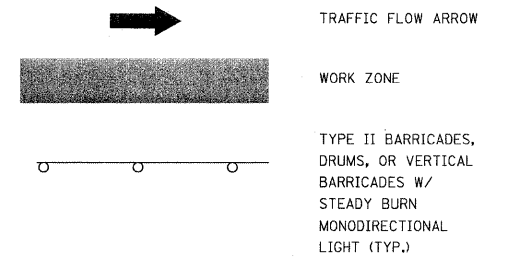 TRAFFIC FLOW ARROW
WORK ZONE
TYPE II BARRICADES,
DRUMS, OR VERTICAL
BARRICADES W/
STEADY BURN
MONODIRECTIONAL
LIGHT (TYP.)